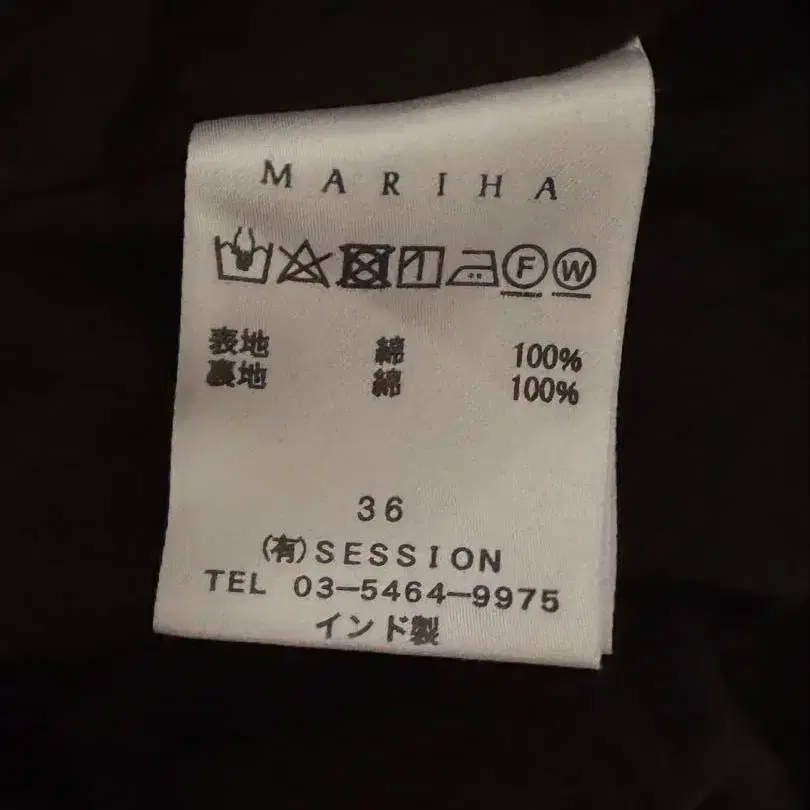 MARIHA
F W
表地 綿 100%
裏地 綿 100%
36
(有)SESSION
TEL 03-5464-9975
インド製